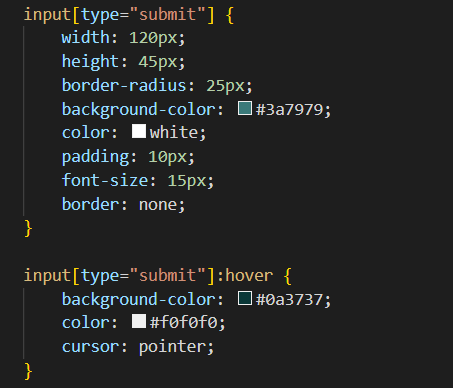 input[type="submit"] {
    width: 120px;
    height: 45px;
    border-radius: 25px;
    background-color: #3a7979;
    color: white;
    padding: 10px;
    font-size: 15px;
    border: none;
}

input[type="submit"]:hover {
    background-color: #0a3737;
    color: #f0f0f0;
    cursor: pointer;
}